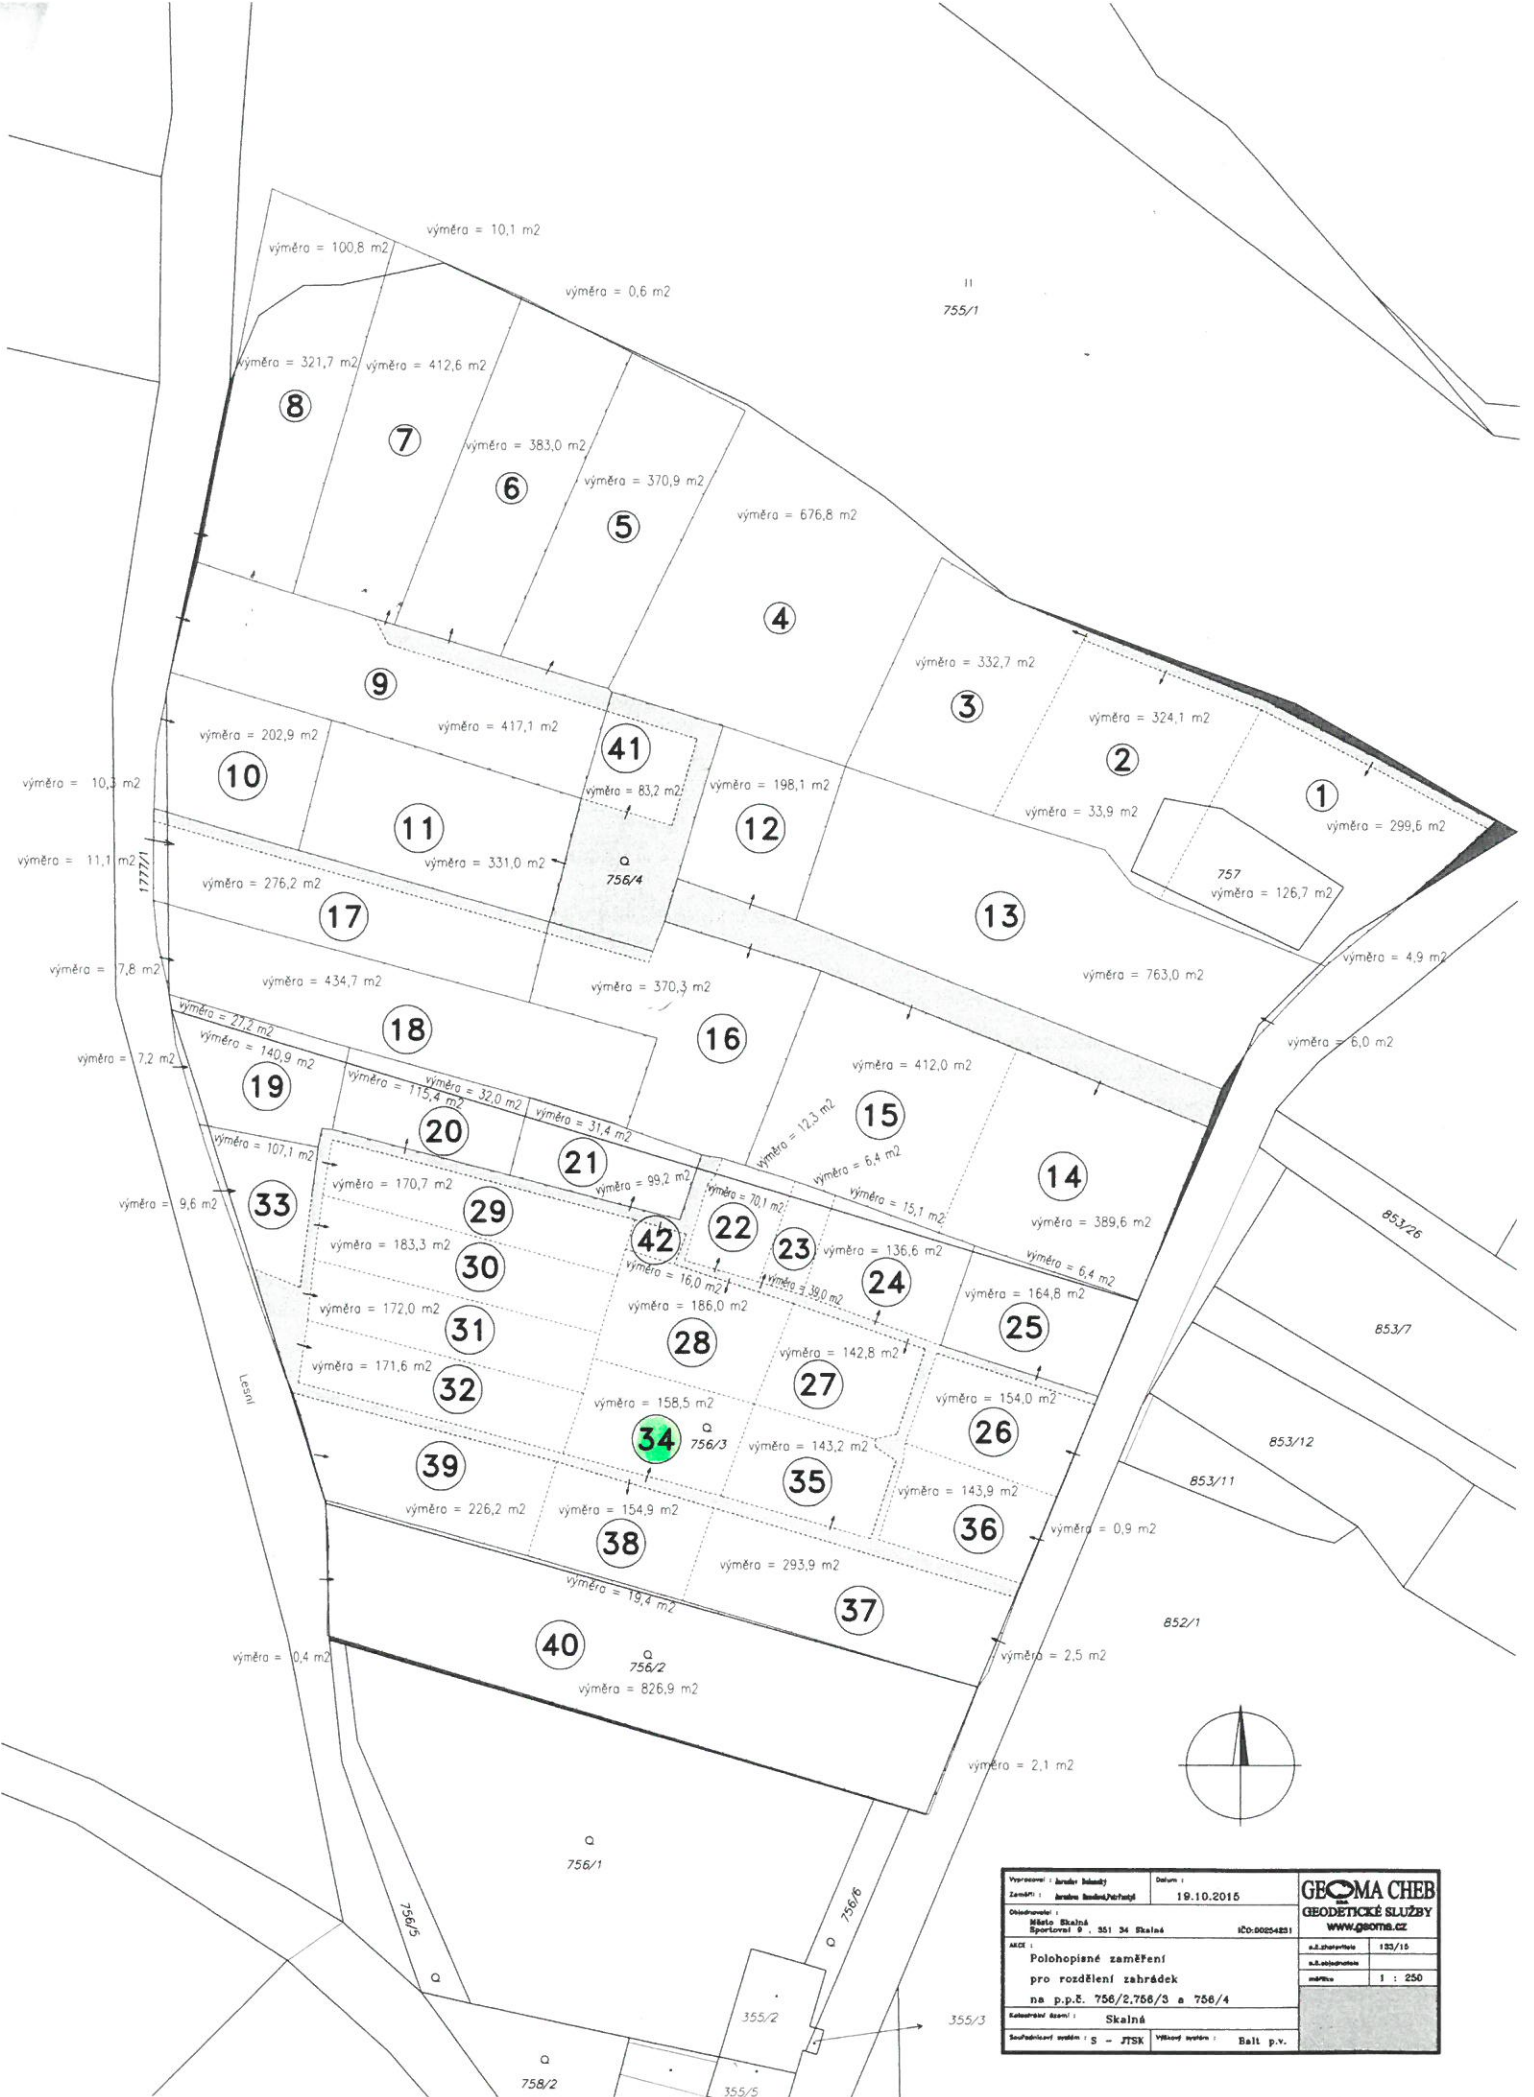 výměra = 10,1 m2
výměra = 100,8 m2
výměra = 0,6 m2
755/1
výměra = 321,7 m2
výměra = 412,6 m2
8
7
výměra = 383,0 m2
6
výměra = 370,9 m2
5
výměra = 676,8 m2
4
výměra = 332,7 m2
3
výměra = 324,1 m2
2
1
výměra = 33,9 m2
výměra = 299,6 m2
757
výměra = 126,7 m2
9
výměra = 417,1 m2
41
výměra = 83,2 m2
výměra = 202,9 m2
10
výměra = 198,1 m2
12
výměra = 10,3 m2
11
výměra = 331,0 m2
756/4
výměra = 11,1 m2
1777/1
výměra = 276,2 m2
17
13
výměra = 763,0 m2
výměra = 4,9 m2
výměra = 7,8 m2
výměra = 434,7 m2
výměra = 370,3 m2
18
16
výměra = 27,2 m2
výměra = 140,9 m2
výměra = 7,2 m2
19
výměra = 6,0 m2
výměra = 412,0 m2
15
výměra = 32,0 m2
výměra = 115,4 m2
20
výměra = 31,4 m2
21
výměra = 99,2 m2
výměra = 12,3 m2
výměra = 6,4 m2
výměra = 15,1 m2
14
výměra = 389,6 m2
výměra = 6,4 m2
výměra = 107,1 m2
33
výměra = 9,6 m2
výměra = 170,7 m2
29
42
výměra = 16,0 m2
výměra = 70,1 m2
22
23
výměra = 39,0 m2
výměra = 136,6 m2
24
výměra = 164,8 m2
25
výměra = 183,3 m2
30
výměra = 172,0 m2
31
výměra = 186,0 m2
28
výměra = 142,8 m2
27
výměra = 171,6 m2
32
Lesní
výměra = 158,5 m2
34
756/3
výměra = 143,2 m2
35
výměra = 154,0 m2
26
výměra = 143,9 m2
36
39
výměra = 226,2 m2
výměra = 154,9 m2
38
výměra = 293,9 m2
37
výměra = 0,9 m2
výměra = 19,4 m2
40
756/2
výměra = 826,9 m2
výměra = 0,4 m2
výměra = 2,5 m2
výměra = 2,1 m2
853/26
853/7
853/12
853/11
852/1
756/1
756/5
756/6
355/2
355/3
355/5
758/2
Vypracoval :
Datum :
Zaměřil :
19.10.2015
GEOMA CHEB
GEODETICKÉ SLUŽBY
www.geoma.cz
Objednavatel :
Město Skalná
Sportovní 9 , 351 34 Skalná
IČO:00254231
AKCE :
Polohopisné zaměření
pro rozdělení zahrádek
na p.p.č. 756/2,756/3 a 756/4
133/15
měřítko
1 : 250
Katastrální území :
Skalná
Souřadnicový systém :
S - JTSK
Výškový systém :
Balt p.v.